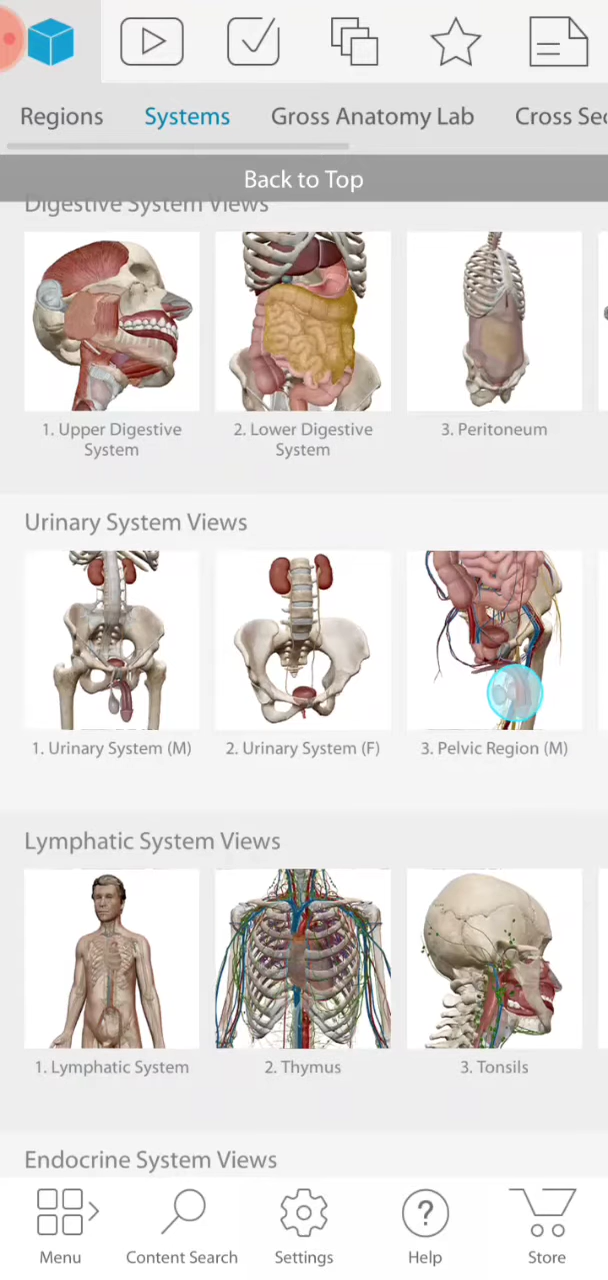 Regions Systems Gross Anatomy Lab Cross Sec
Back to Top
Digestive System Views
1. Upper Digestive System
2. Lower Digestive System
3. Peritoneum
Urinary System Views
1. Urinary System (M)
2. Urinary System (F)
3. Pelvic Region (M)
Lymphatic System Views
1. Lymphatic System
2. Thymus
3. Tonsils
Endocrine System Views
Menu Content Search Settings Help Store